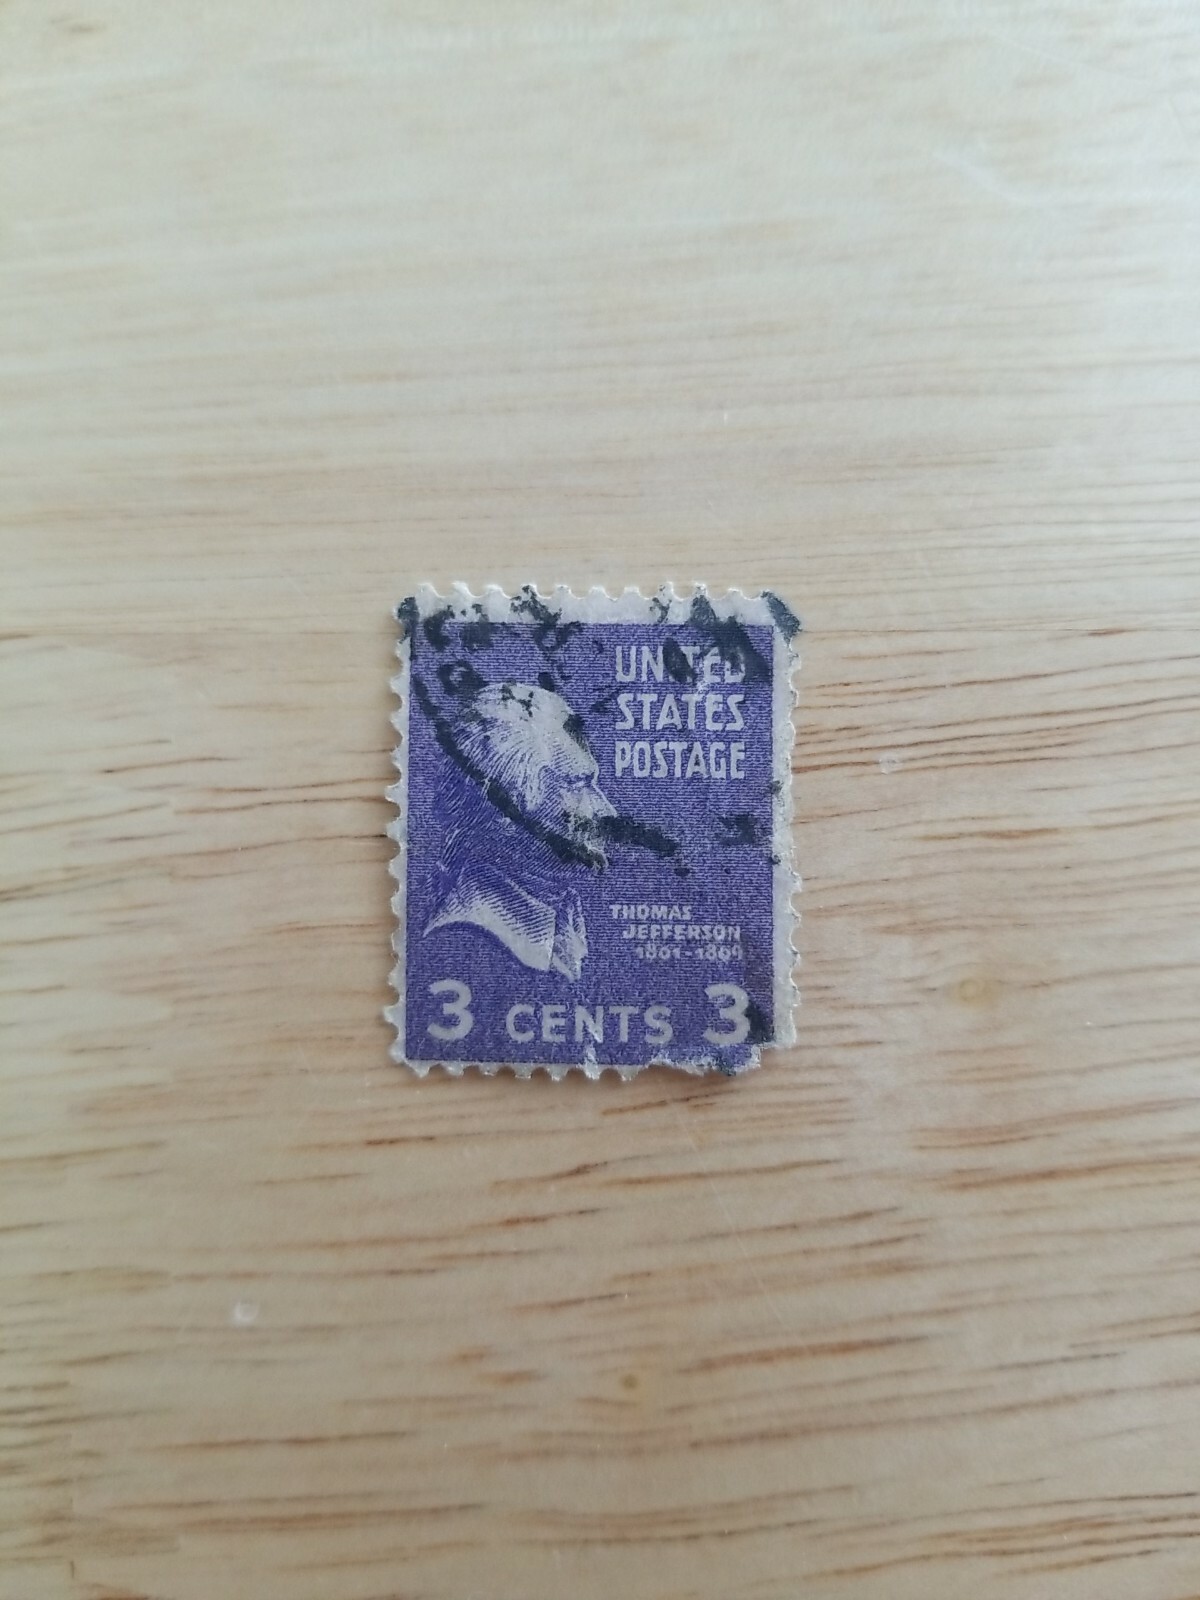 UNITED
STATES
POSTAGE
THOMAS
JEFFERSON
1801-1809
3 CENTS 3